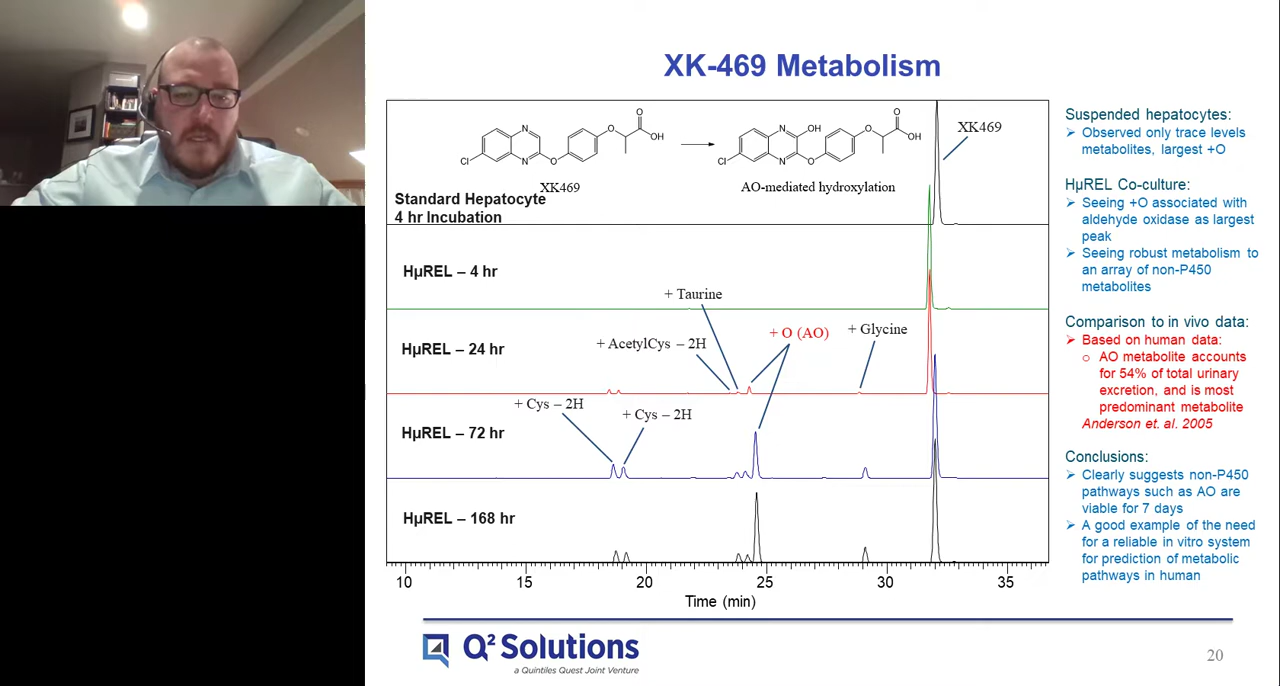 XK-469 Metabolism
N
N
Cl
O
O
O
OH
XK469
N
N
OH
Cl
O
O
O
OH
AO-mediated hydroxylation
XK469
Standard Hepatocyte
4 hr Incubation
HµREL – 4 hr
+ Taurine
HµREL – 24 hr
+ AcetylCys – 2H
+ O (AO)
+ Glycine
+ Cys – 2H
+ Cys – 2H
HµREL – 72 hr
HµREL – 168 hr
10 15 20 25 30 35
Time (min)
Suspended hepatocytes:
➢ Observed only trace levels
metabolites, largest +O
HµREL Co-culture:
➢ Seeing +O associated with
aldehyde oxidase as largest
peak
➢ Seeing robust metabolism to
an array of non-P450
metabolites
Comparison to in vivo data:
➢ Based on human data:
o AO metabolite accounts
for 54% of total urinary
excretion, and is most
predominant metabolite
Anderson et. al. 2005
Conclusions:
➢ Clearly suggests non-P450
pathways such as AO are
viable for 7 days
➢ A good example of the need
for a reliable in vitro system
for prediction of metabolic
pathways in human
Q² Solutions
a Quintiles Quest Joint Venture
20